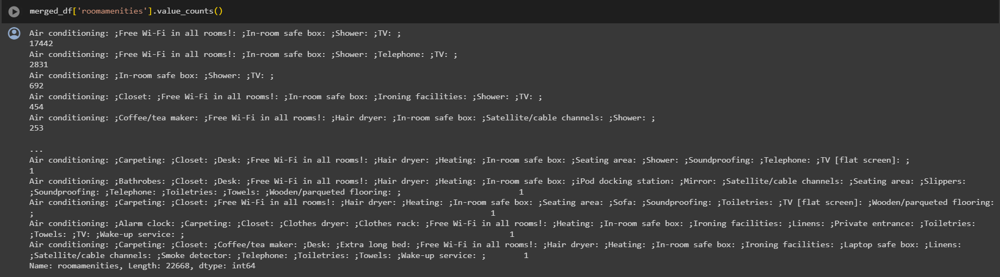 merged_df['roomamenities'].value_counts()
Air conditioning: ;Free Wi-Fi in all rooms!: ;In-room safe box: ;Shower: ;TV: ;
17442
Air conditioning: ;Free Wi-Fi in all rooms!: ;In-room safe box: ;Shower: ;Telephone: ;TV: ;
2831
Air conditioning: ;In-room safe box: ;Shower: ;TV: ;
692
Air conditioning: ;Closet: ;Free Wi-Fi in all rooms!: ;In-room safe box: ;Ironing facilities: ;Shower: ;TV: ;
454
Air conditioning: ;Coffee/tea maker: ;Free Wi-Fi in all rooms!: ;Hair dryer: ;In-room safe box: ;Satellite/cable channels: ;Shower: ;
253
...
Air conditioning: ;Carpeting: ;Closet: ;Desk: ;Free Wi-Fi in all rooms!: ;Hair dryer: ;Heating: ;In-room safe box: ;Seating area: ;Shower: ;Soundproofing: ;Telephone: ;TV [flat screen]: ;
1
Air conditioning: ;Bathrobes: ;Closet: ;Desk: ;Free Wi-Fi in all rooms!: ;Hair dryer: ;Heating: ;In-room safe box: ;iPod docking station: ;Mirror: ;Satellite/cable channels: ;Seating area: ;Slippers:
;Soundproofing: ;Telephone: ;Toiletries: ;Towels: ;Wooden/parqueted flooring: ; 1
Air conditioning: ;Carpeting: ;Closet: ;Free Wi-Fi in all rooms!: ;Hair dryer: ;Heating: ;In-room safe box: ;Seating area: ;Sofa: ;Soundproofing: ;Toiletries: ;TV [flat screen]: ;Wooden/parqueted flooring:
; 1
Air conditioning: ;Alarm clock: ;Carpeting: ;Closet: ;Clothes dryer: ;Clothes rack: ;Free Wi-Fi in all rooms!: ;Heating: ;In-room safe box: ;Ironing facilities: ;Linens: ;Private entrance: ;Toiletries:
;Towels: ;TV: ;Wake-up service: ; 1
Air conditioning: ;Carpeting: ;Closet: ;Coffee/tea maker: ;Desk: ;Extra long bed: ;Free Wi-Fi in all rooms!: ;Hair dryer: ;Heating: ;In-room safe box: ;Ironing facilities: ;Laptop safe box: ;Linens:
;Satellite/cable channels: ;Smoke detector: ;Telephone: ;Toiletries: ;Towels: ;Wake-up service: ; 1
Name: roomamenities, Length: 22668, dtype: int64